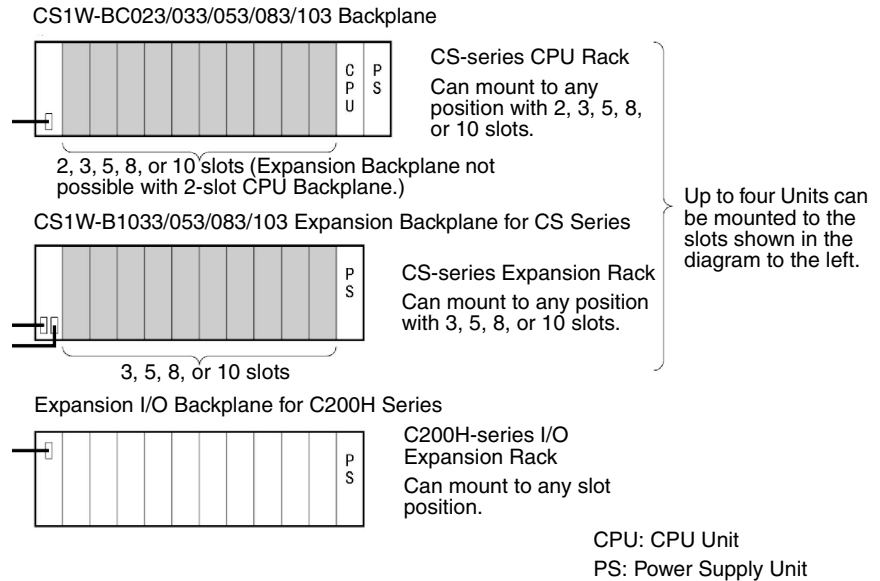 CS1W-BC023/033/053/083/103 Backplane
CPU
PS
CS-series CPU Rack
Can mount to any
position with 2, 3, 5, 8,
or 10 slots.
2, 3, 5, 8, or 10 slots (Expansion Backplane not
possible with 2-slot CPU Backplane.)
Up to four Units can
be mounted to the
slots shown in the
diagram to the left.
CS1W-B1033/053/083/103 Expansion Backplane for CS Series
PS
CS-series Expansion Rack
Can mount to any position
with 3, 5, 8, or 10 slots.
3, 5, 8, or 10 slots
Expansion I/O Backplane for C200H Series
PS
C200H-series I/O
Expansion Rack
Can mount to any slot
position.
CPU: CPU Unit
PS: Power Supply Unit